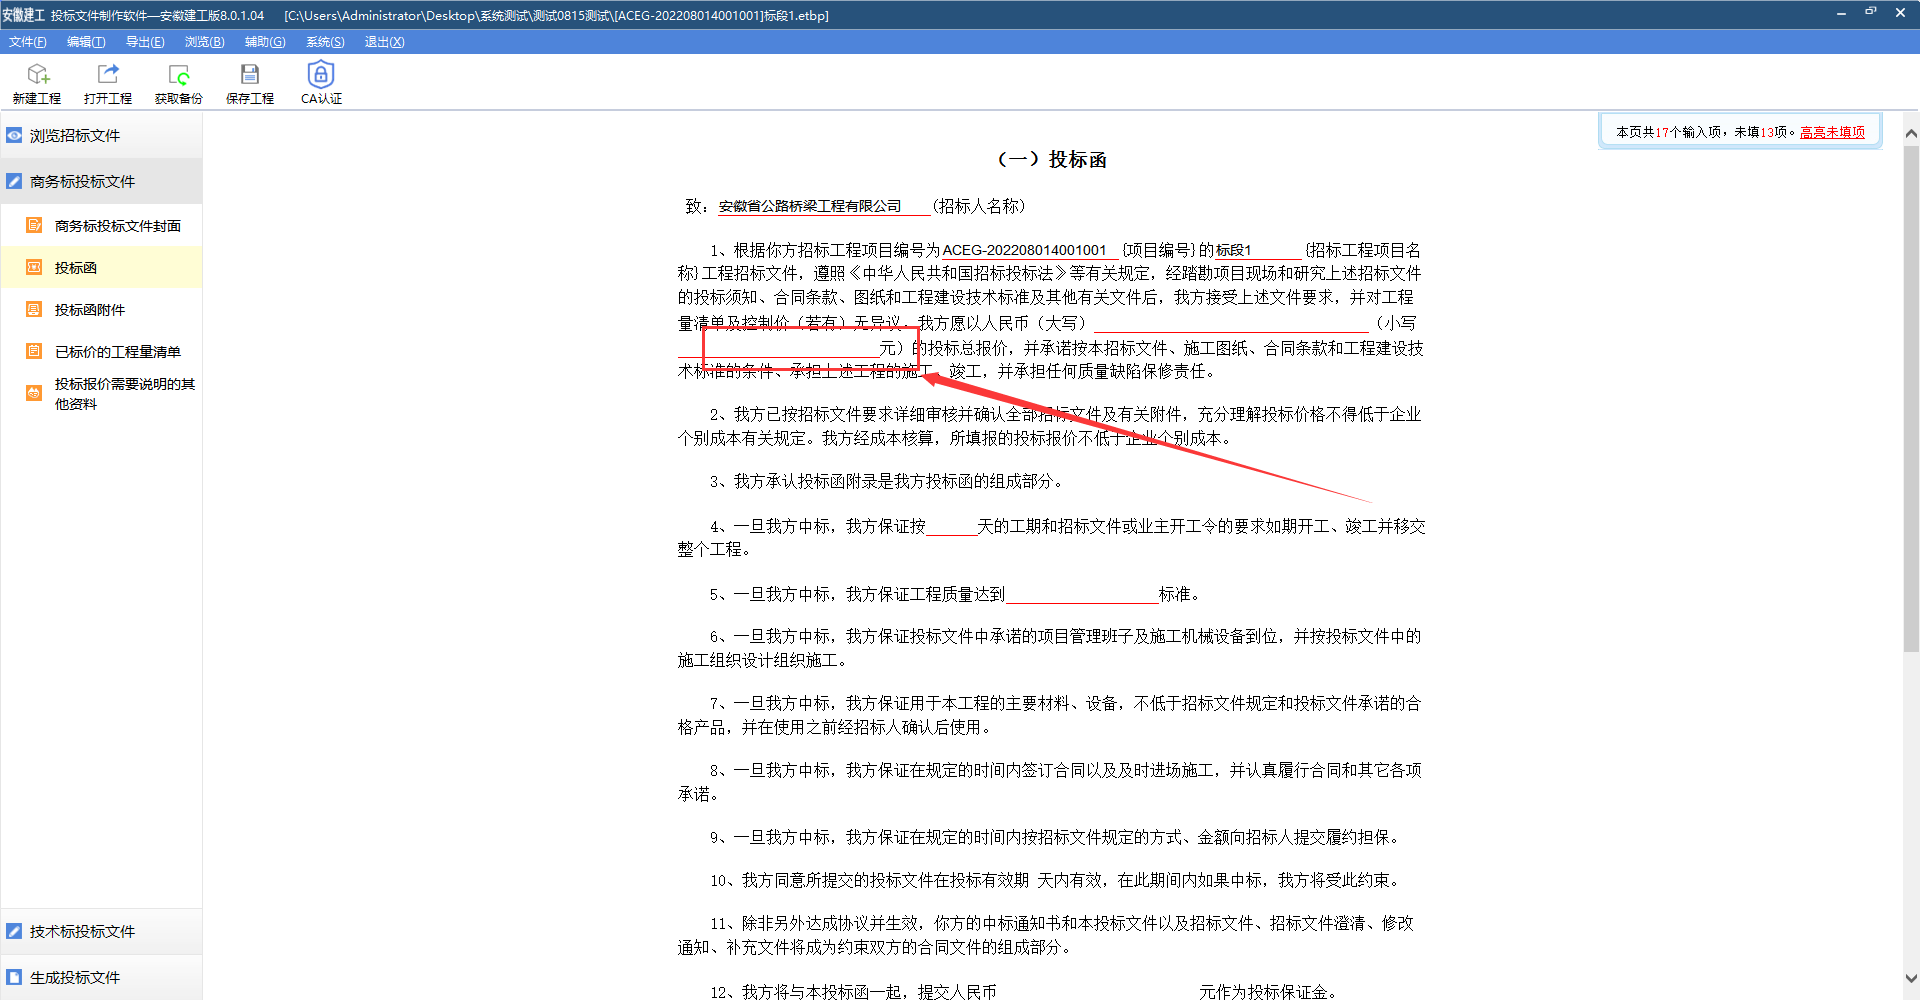 安徽建工 投标文件制作软件—安徽建工版8.0.1.04 [C:\Users\Administrator\Desktop\系统测试\测试0815测试\[ACEG-202208014001001]标段1.etbp]
文件(F) 编辑(T) 导出(E) 浏览(B) 辅助(G) 系统(S) 退出(X)
新建工程 打开工程 获取备份 保存工程 CA认证
浏览招标文件
商务标投标文件
商务标投标文件封面
投标函
投标函附件
已标价的工程量清单
投标报价需要说明的其
他资料
技术标投标文件
生成投标文件
本页共17个输入项，未填13项。高亮未填项
（一）投标函
致：安徽省公路桥梁工程有限公司 (招标人名称)
1、根据你方招标工程项目编号为ACEG-202208014001001 {项目编号}的标段1 {招标工程项目名
称}工程招标文件，遵照《中华人民共和国招标投标法》等有关规定，经踏勘项目现场和研究上述招标文件
的投标须知、合同条款、图纸和工程建设技术标准及其他有关文件后，我方接受上述文件要求，并对工程
量清单及控制价（若有）无异议，我方愿以人民币（大写）（小写
元）的投标总报价，并承诺按本招标文件、施工图纸、合同条款和工程建设技
术标准的条件、承担上述工程的施工、竣工，并承担任何质量缺陷保修责任。
2、我方已按招标文件要求详细审核并确认全部招标文件及有关附件，充分理解投标价格不得低于企业
个别成本有关规定。我方经成本核算，所填报的投标报价不低于企业个别成本。
3、我方承认投标函附录是我方投标函的组成部分。
4、一旦我方中标，我方保证按______天的工期和招标文件或业主开工令的要求如期开工、竣工并移交
整个工程。
5、一旦我方中标，我方保证工程质量达到标准。
6、一旦我方中标，我方保证投标文件中承诺的项目管理班子及施工机械设备到位，并按投标文件中的
施工组织设计组织施工。
7、一旦我方中标，我方保证用于本工程的主要材料、设备，不低于招标文件规定和投标文件承诺的合
格产品，并在使用之前经招标人确认后使用。
8、一旦我方中标，我方保证在规定的时间内签订合同以及及时进场施工，并认真履行合同和其它各项
承诺。
9、一旦我方中标，我方保证在规定的时间内按招标文件规定的方式、金额向招标人提交履约担保。
10、我方同意所提交的投标文件在投标有效期 天内有效，在此期间内如果中标，我方将受此约束。
11、除非另外达成协议并生效，你方的中标通知书和本投标文件以及招标文件、招标文件澄清、修改
通知、补充文件将成为约束双方的合同文件的组成部分。
12、我方将与本投标函一起，提交人民币 元作为投标保证金。